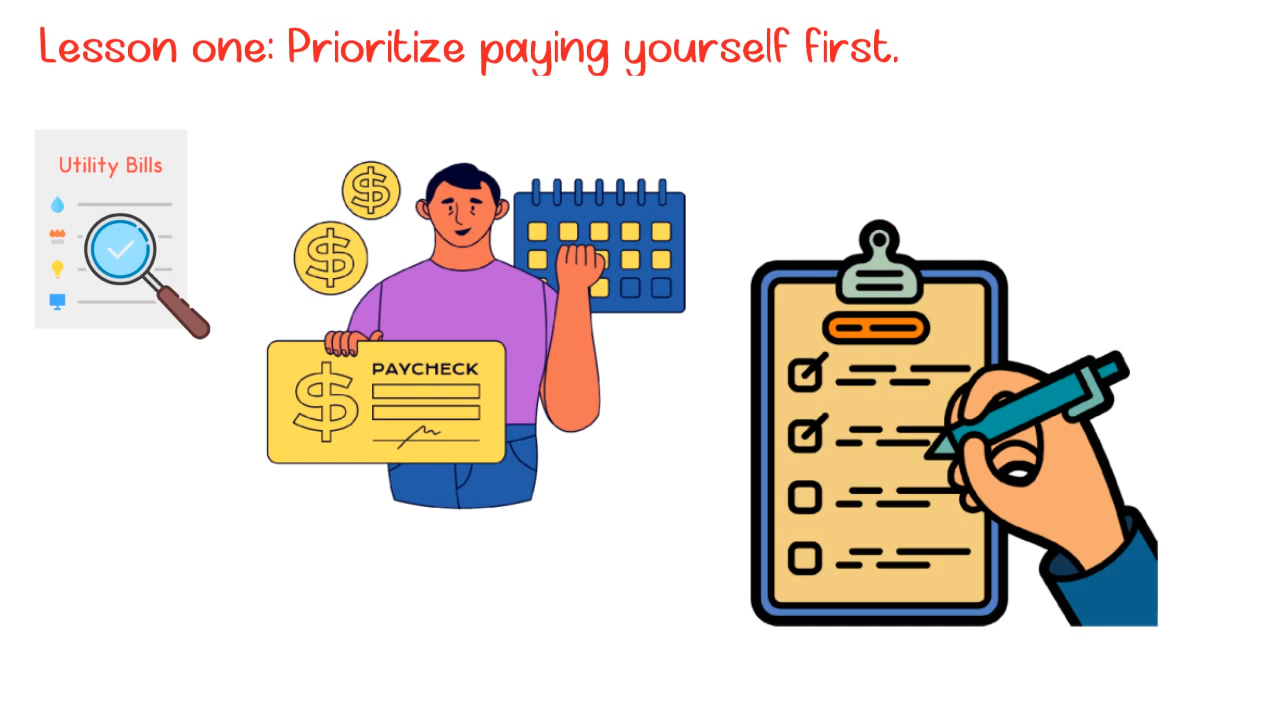 Lesson one: Prioritize paying yourself first.
Utility Bills
$
$
$ PAYCHECK